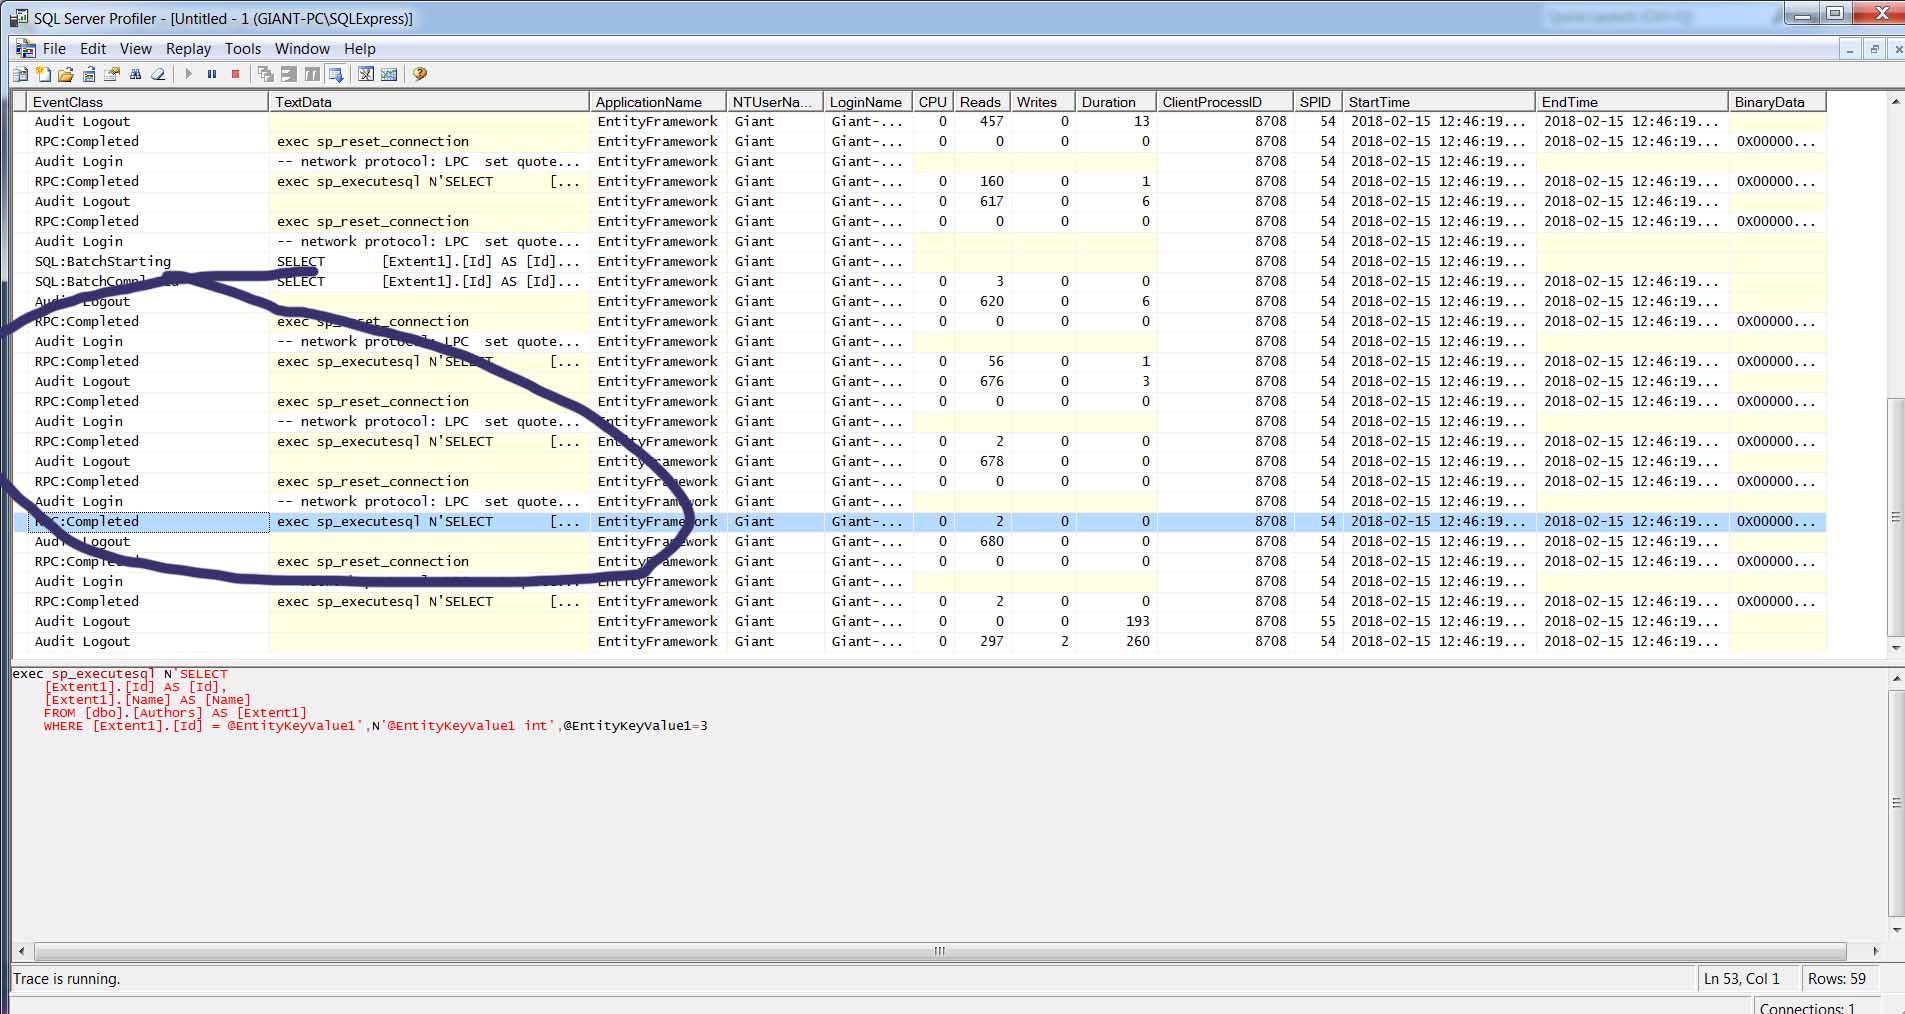 SQL Server Profiler - [Untitled - 1 (GIANT-PC\SQLExpress)]
File Edit View Replay Tools Window Help
EventClass TextData ApplicationName NTUserNa... LoginName CPU Reads Writes Duration ClientProcessID SPID StartTime EndTime BinaryData
Audit Logout EntityFramework Giant Giant-... 0 457 0 13 8708 54 2018-02-15 12:46:19... 2018-02-15 12:46:19...
RPC:Completed exec sp_reset_connection EntityFramework Giant Giant-... 0 0 0 0 8708 54 2018-02-15 12:46:19... 2018-02-15 12:46:19... 0X00000...
Audit Login -- network protocol: LPC set quote... EntityFramework Giant Giant-... 8708 54 2018-02-15 12:46:19...
RPC:Completed exec sp_executesql N'SELECT [... EntityFramework Giant Giant-... 0 160 0 1 8708 54 2018-02-15 12:46:19... 2018-02-15 12:46:19... 0X00000...
Audit Logout EntityFramework Giant Giant-... 0 617 0 6 8708 54 2018-02-15 12:46:19... 2018-02-15 12:46:19...
RPC:Completed exec sp_reset_connection EntityFramework Giant Giant-... 0 0 0 0 8708 54 2018-02-15 12:46:19... 2018-02-15 12:46:19... 0X00000...
Audit Login -- network protocol: LPC set quote... EntityFramework Giant Giant-... 8708 54 2018-02-15 12:46:19...
SQL:BatchStarting SELECT [Extent1].[Id] AS [Id]... EntityFramework Giant Giant-... 8708 54 2018-02-15 12:46:19...
SQL:BatchCompleted SELECT [Extent1].[Id] AS [Id]... EntityFramework Giant Giant-... 0 3 0 0 8708 54 2018-02-15 12:46:19... 2018-02-15 12:46:19...
Audit Logout EntityFramework Giant Giant-... 0 620 0 6 8708 54 2018-02-15 12:46:19... 2018-02-15 12:46:19...
RPC:Completed exec sp_reset_connection EntityFramework Giant Giant-... 0 0 0 0 8708 54 2018-02-15 12:46:19... 2018-02-15 12:46:19... 0X00000...
Audit Login -- network protocol: LPC set quote... EntityFramework Giant Giant-... 8708 54 2018-02-15 12:46:19...
RPC:Completed exec sp_executesql N'SELECT [... EntityFramework Giant Giant-... 0 56 0 1 8708 54 2018-02-15 12:46:19... 2018-02-15 12:46:19... 0X00000...
Audit Logout EntityFramework Giant Giant-... 0 676 0 3 8708 54 2018-02-15 12:46:19... 2018-02-15 12:46:19...
RPC:Completed exec sp_reset_connection EntityFramework Giant Giant-... 0 0 0 0 8708 54 2018-02-15 12:46:19... 2018-02-15 12:46:19... 0X00000...
Audit Login -- network protocol: LPC set quote... EntityFramework Giant Giant-... 8708 54 2018-02-15 12:46:19...
RPC:Completed exec sp_executesql N'SELECT [... EntityFramework Giant Giant-... 0 2 0 0 8708 54 2018-02-15 12:46:19... 2018-02-15 12:46:19... 0X00000...
Audit Logout EntityFramework Giant Giant-... 0 678 0 0 8708 54 2018-02-15 12:46:19... 2018-02-15 12:46:19...
RPC:Completed exec sp_reset_connection EntityFramework Giant Giant-... 0 0 0 0 8708 54 2018-02-15 12:46:19... 2018-02-15 12:46:19... 0X00000...
Audit Login -- network protocol: LPC set quote... EntityFramework Giant Giant-... 8708 54 2018-02-15 12:46:19...
RPC:Completed exec sp_executesql N'SELECT [... EntityFramework Giant Giant-... 0 2 0 0 8708 54 2018-02-15 12:46:19... 2018-02-15 12:46:19... 0X00000...
Audit Logout EntityFramework Giant Giant-... 0 680 0 0 8708 54 2018-02-15 12:46:19... 2018-02-15 12:46:19...
RPC:Completed exec sp_reset_connection EntityFramework Giant Giant-... 0 0 0 0 8708 54 2018-02-15 12:46:19... 2018-02-15 12:46:19... 0X00000...
Audit Login EntityFramework Giant Giant-... 8708 54 2018-02-15 12:46:19...
RPC:Completed exec sp_executesql N'SELECT [... EntityFramework Giant Giant-... 0 2 0 0 8708 54 2018-02-15 12:46:19... 2018-02-15 12:46:19... 0X00000...
Audit Logout EntityFramework Giant Giant-... 0 0 0 193 8708 55 2018-02-15 12:46:19... 2018-02-15 12:46:19...
Audit Logout EntityFramework Giant Giant-... 0 297 2 260 8708 54 2018-02-15 12:46:19... 2018-02-15 12:46:19...
exec sp_executesql N'SELECT
[Extent1].[Id] AS [Id],
[Extent1].[Name] AS [Name]
FROM [dbo].[Authors] AS [Extent1]
WHERE [Extent1].[Id] = @EntityKeyValue1',N'@EntityKeyValue1 int',@EntityKeyValue1=3
Trace is running. Ln 53, Col 1 Rows: 59
Connections: 1